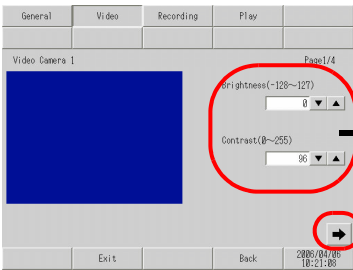 General Video Recording Play
Video Camera 1 Page1/4
Brightness(-128~127)
0 ▼ ▲
Contrast(0~255)
96 ▼ ▲
➡
Exit Back 2006/04/06
10:21:08